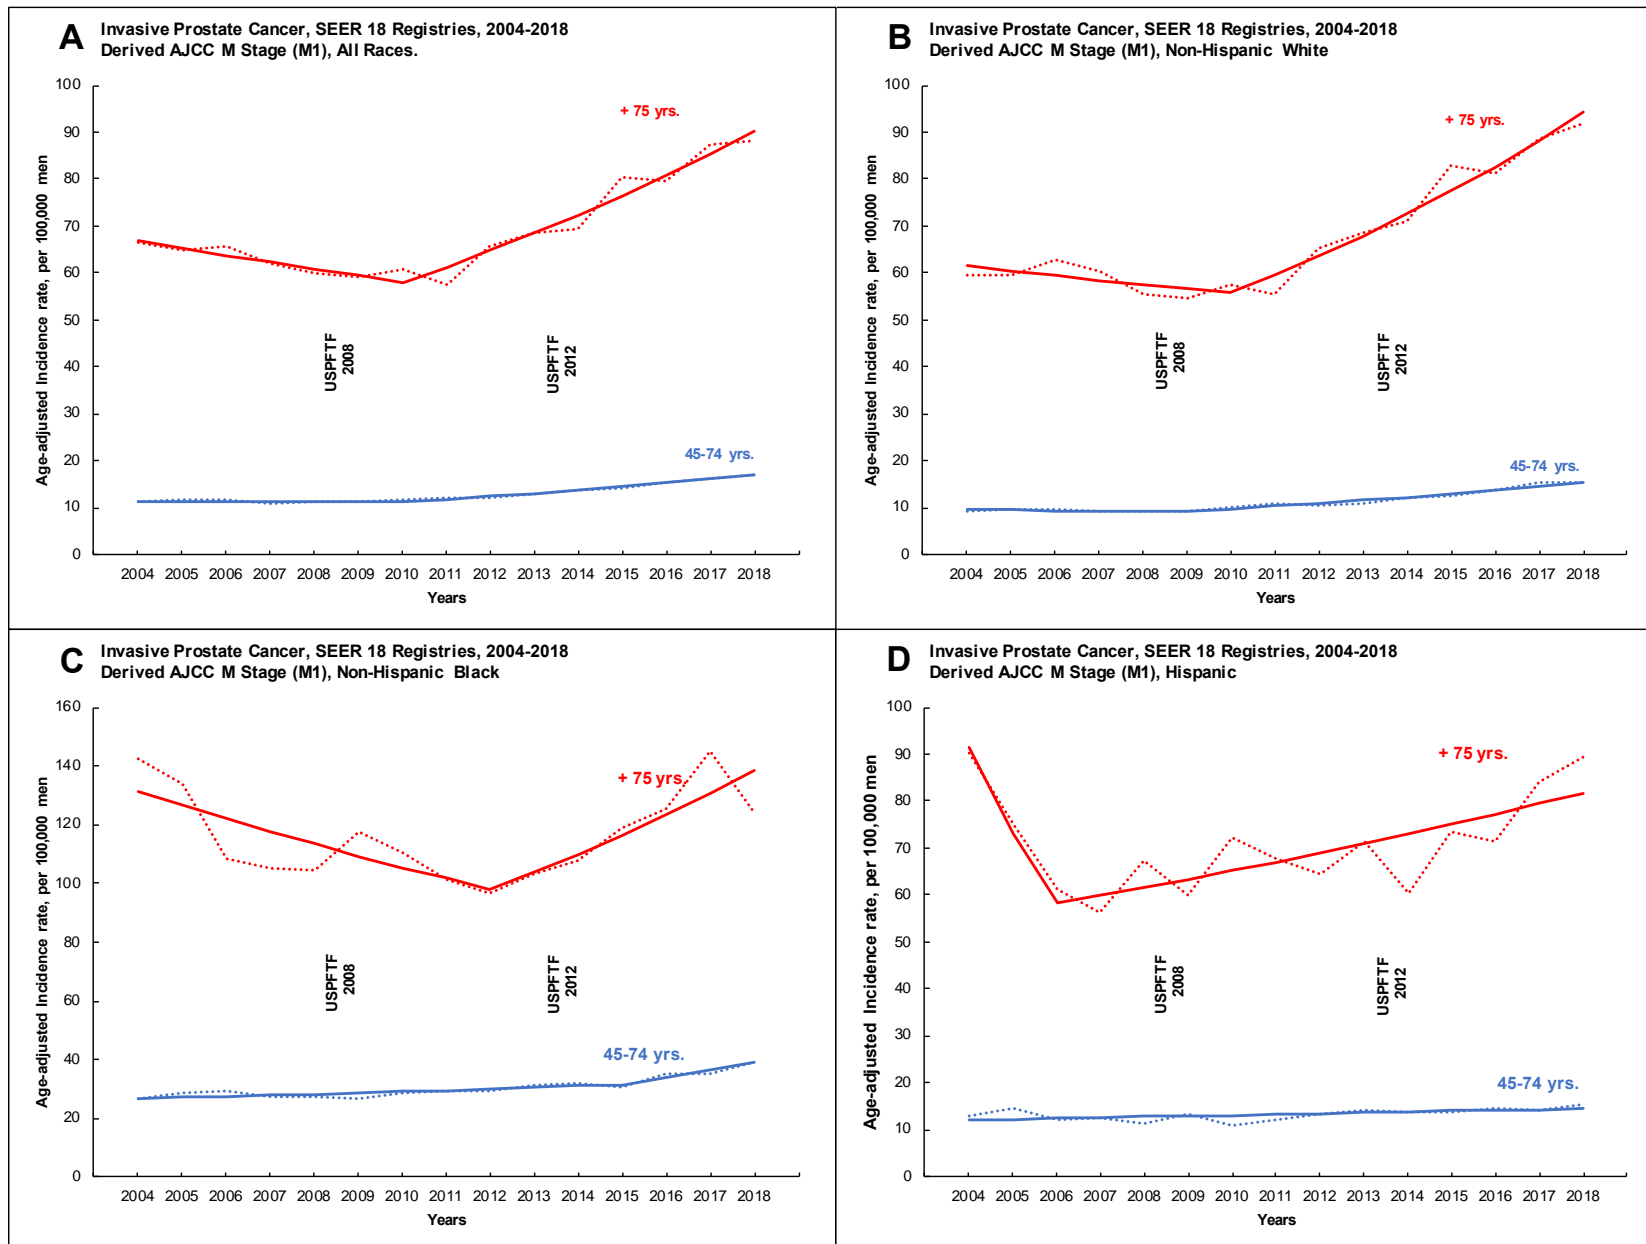 A
Invasive Prostate Cancer, SEER 18 Registries, 2004-2018
Derived AJCC M Stage (M1), All Races.
Age-adjusted Incidence rate, per 100,000 men
100
90
80
70
60
50
40
30
20
10
0
+ 75 yrs.
USPFTF
2008
USPFTF
2012
45-74 yrs.
2004 2005 2006 2007 2008 2009 2010 2011 2012 2013 2014 2015 2016 2017 2018
Years
B
Invasive Prostate Cancer, SEER 18 Registries, 2004-2018
Derived AJCC M Stage (M1), Non-Hispanic White
Age-adjusted Incidence rate, per 100,000 men
100
90
80
70
60
50
40
30
20
10
0
+ 75 yrs.
USPFTF
2008
USPFTF
2012
45-74 yrs.
2004 2005 2006 2007 2008 2009 2010 2011 2012 2013 2014 2015 2016 2017 2018
Years
C
Invasive Prostate Cancer, SEER 18 Registries, 2004-2018
Derived AJCC M Stage (M1), Non-Hispanic Black
Age-adjusted Incidence rate, per 100,000 men
160
140
120
100
80
60
40
20
0
+ 75 yrs.
USPFTF
2008
USPFTF
2012
45-74 yrs.
2004 2005 2006 2007 2008 2009 2010 2011 2012 2013 2014 2015 2016 2017 2018
Years
D
Invasive Prostate Cancer, SEER 18 Registries, 2004-2018
Derived AJCC M Stage (M1), Hispanic
Age-adjusted Incidence rate, per 100,000 men
100
90
80
70
60
50
40
30
20
10
0
+ 75 yrs.
USPFTF
2008
USPFTF
2012
45-74 yrs.
2004 2005 2006 2007 2008 2009 2010 2011 2012 2013 2014 2015 2016 2017 2018
Years